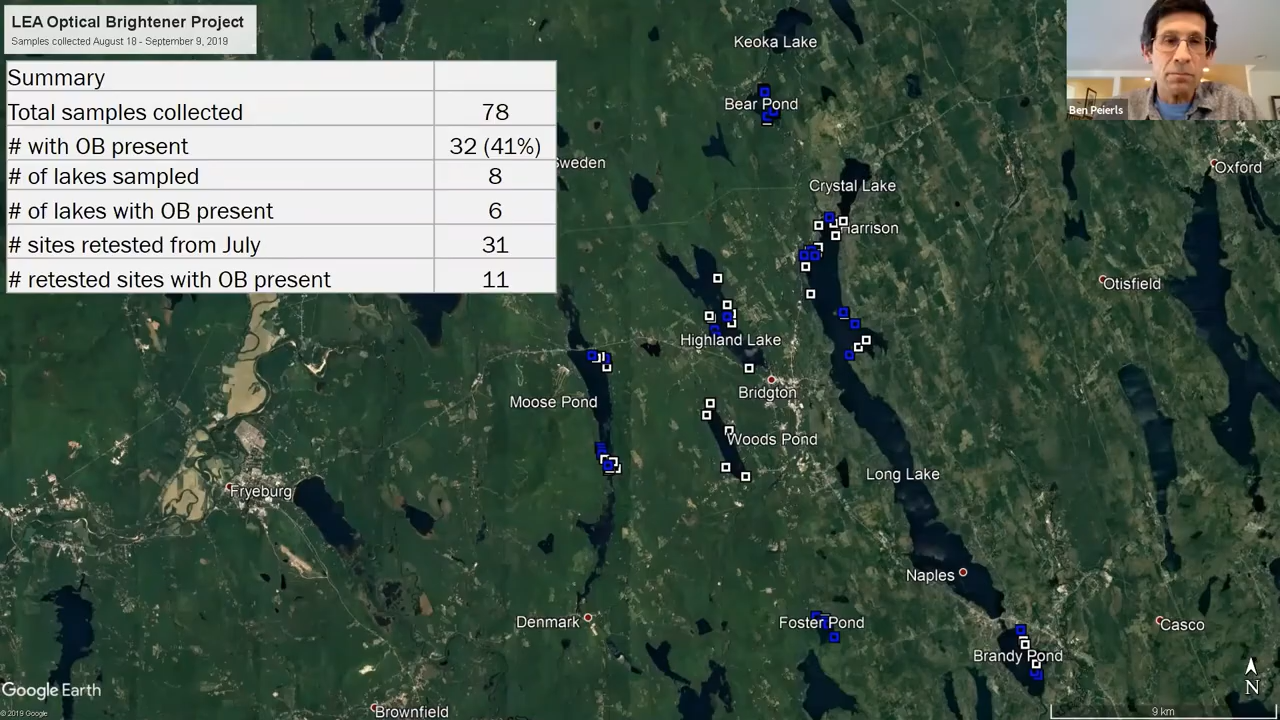 LEA Optical Brightener Project
Samples collected August 18 - September 9, 2019
Summary
Total samples collected 78
# with OB present 32 (41%)
# of lakes sampled 8
# of lakes with OB present 6
# sites retested from July 31
# retested sites with OB present 11
Ben Peierls
Keoka Lake
Bear Pond
Sweden
Oxford
Crystal Lake
Harrison
Otisfield
Highland Lake
Bridgton
Moose Pond
Woods Pond
Long Lake
Fryeburg
Naples
Denmark
Foster Pond
Casco
Brandy Pond
Google Earth
© 2019 Google
Brownfield
N
9 km